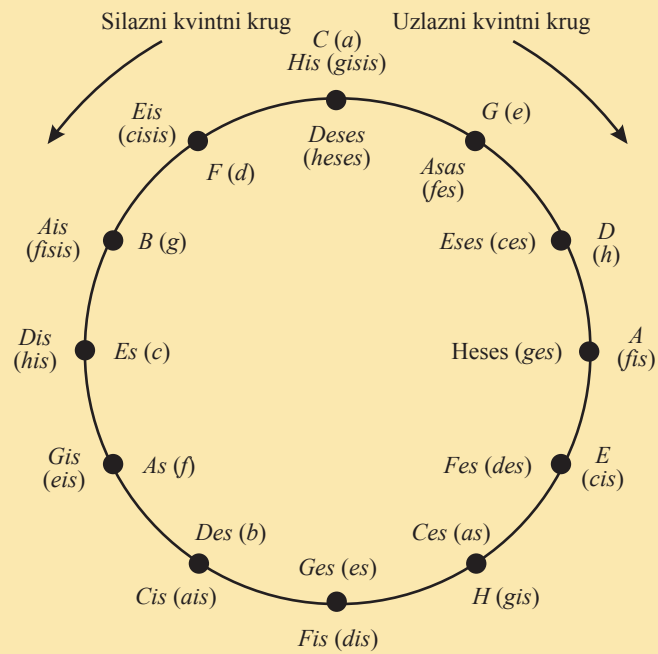 Silazni kvintni krug
Uzlazni kvintni krug
C (a)
His (gisis)
Deses
(heses)
G (e)
Asas
(fes)
D
(h)
Eses (ces)
A
(fis)
Heses (ges)
E
(cis)
Fes (des)
Ces (as)
H (gis)
Ges (es)
Fis (dis)
Des (b)
Cis (ais)
As (f)
Gis
(eis)
Es (c)
Dis
(his)
B (g)
Ais
(fisis)
F (d)
Eis
(cisis)